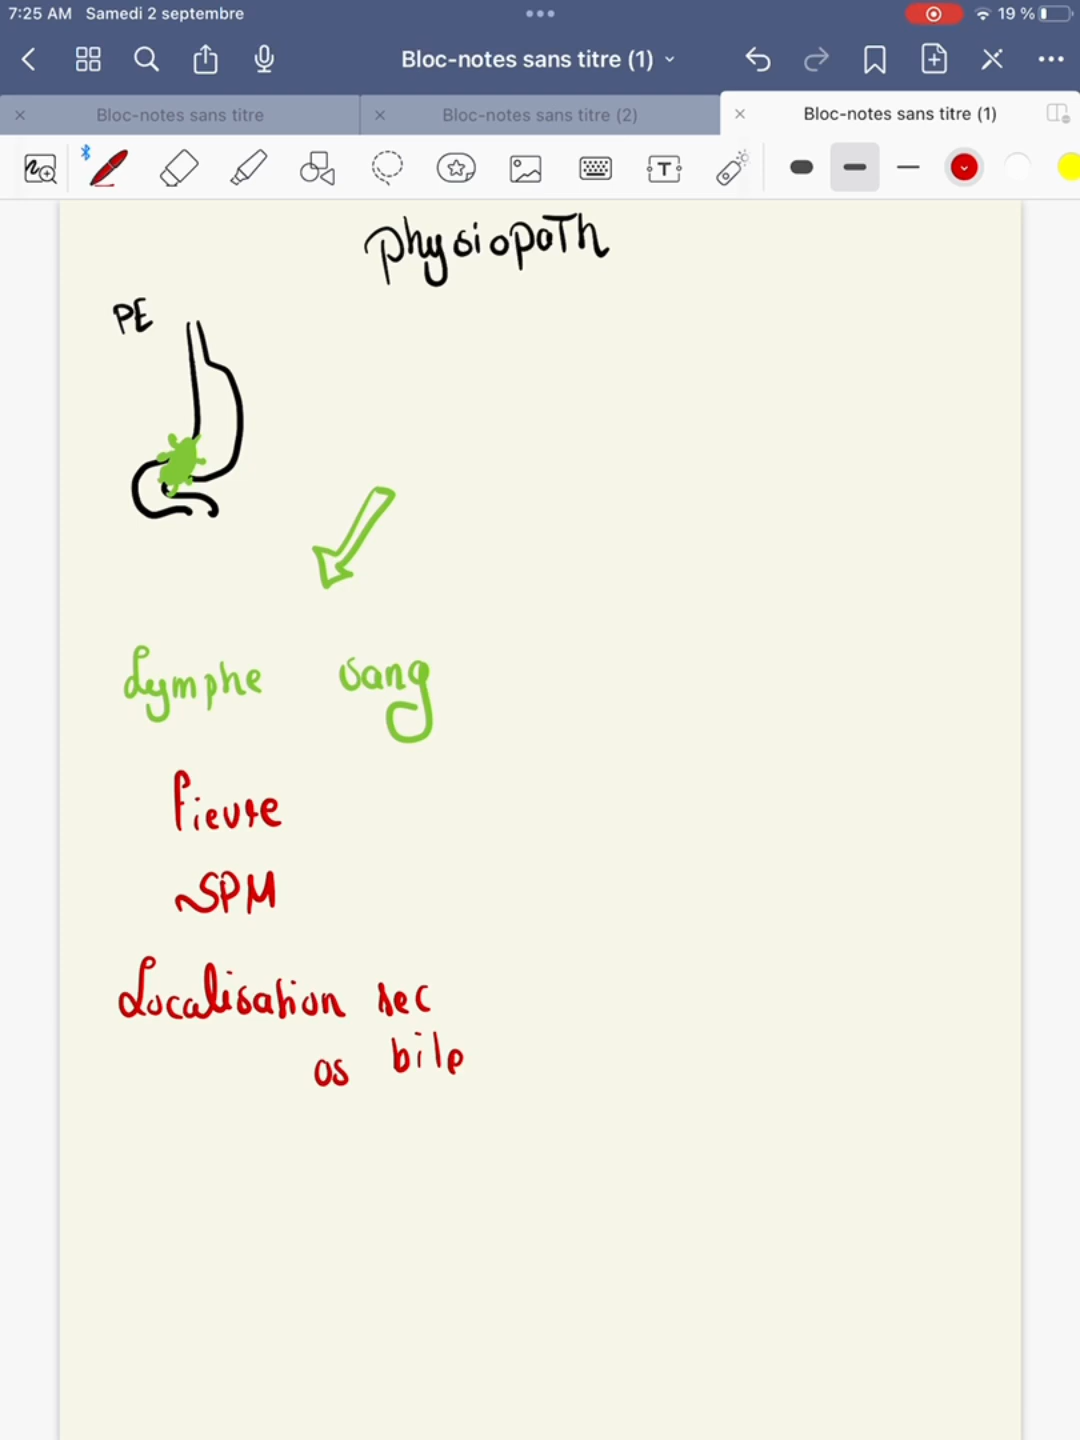 7:25 AM Samedi 2 septembre 19 %
Bloc-notes sans titre (1)
Bloc-notes sans titre Bloc-notes sans titre (2) Bloc-notes sans titre (1)
physiopath
PE
Lymphe sang
fievre
SPM
Localisation sec
os bile